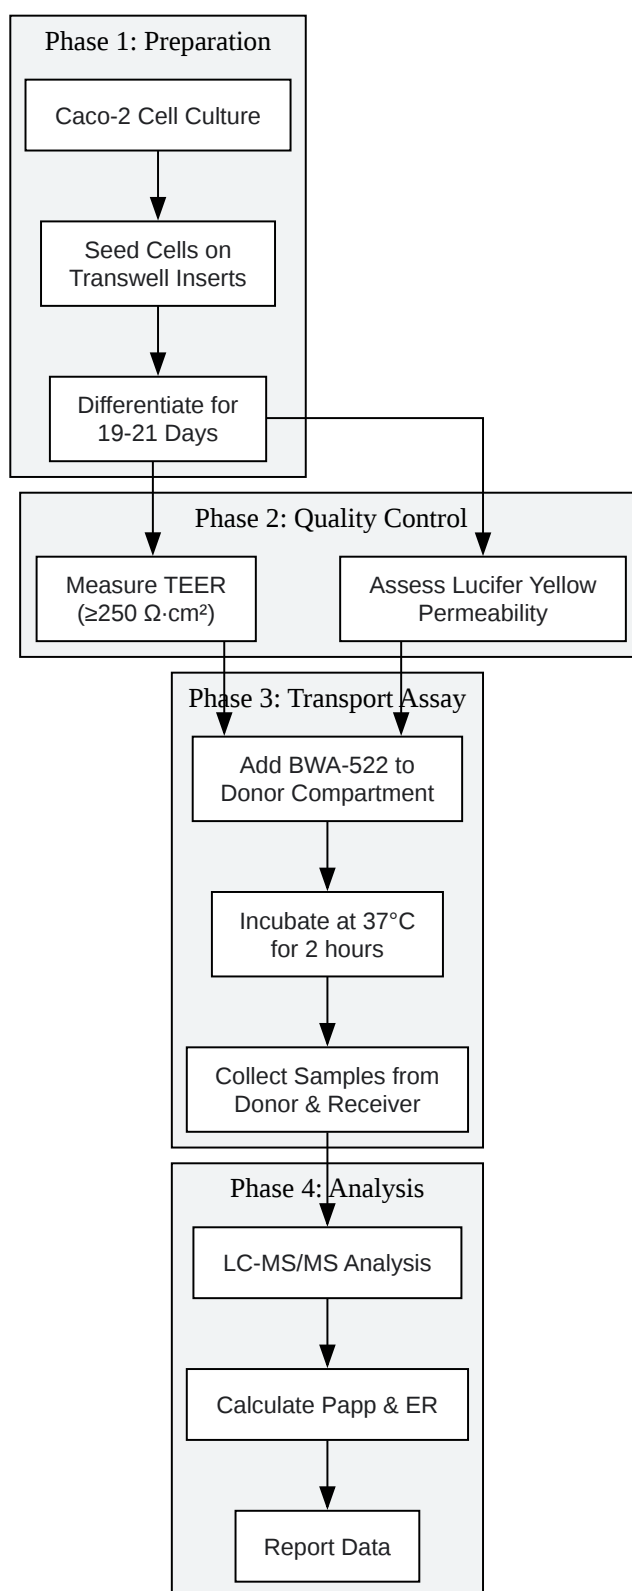 Phase 1: Preparation
Caco-2 Cell Culture
Seed Cells on
Transwell Inserts
Differentiate for
19-21 Days
Phase 2: Quality Control
Measure TEER
(≥250 Ω·cm²)
Assess Lucifer Yellow
Permeability
Phase 3: Transport Assay
Add BWA-522 to
Donor Compartment
Incubate at 37°C
for 2 hours
Collect Samples from
Donor & Receiver
Phase 4: Analysis
LC-MS/MS Analysis
Calculate Papp & ER
Report Data